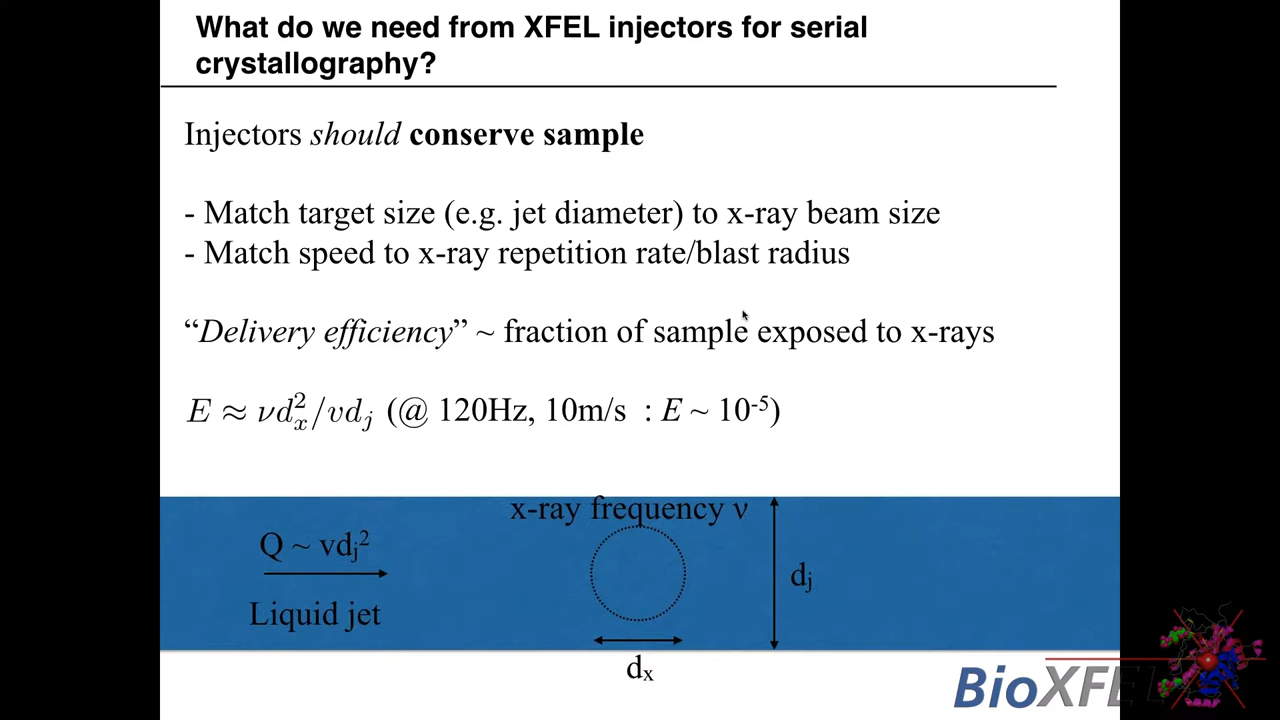 What do we need from XFEL injectors for serial
crystallography?
Injectors should conserve sample
- Match target size (e.g. jet diameter) to x-ray beam size
- Match speed to x-ray repetition rate/blast radius
“Delivery efficiency” ~ fraction of sample exposed to x-rays
E ≈ νd²ₓ/vdⱼ (@ 120Hz, 10m/s : E ~ 10⁻⁵)
x-ray frequency ν
Q ~ vdⱼ²
dⱼ
Liquid jet
dₓ
BioXFEL